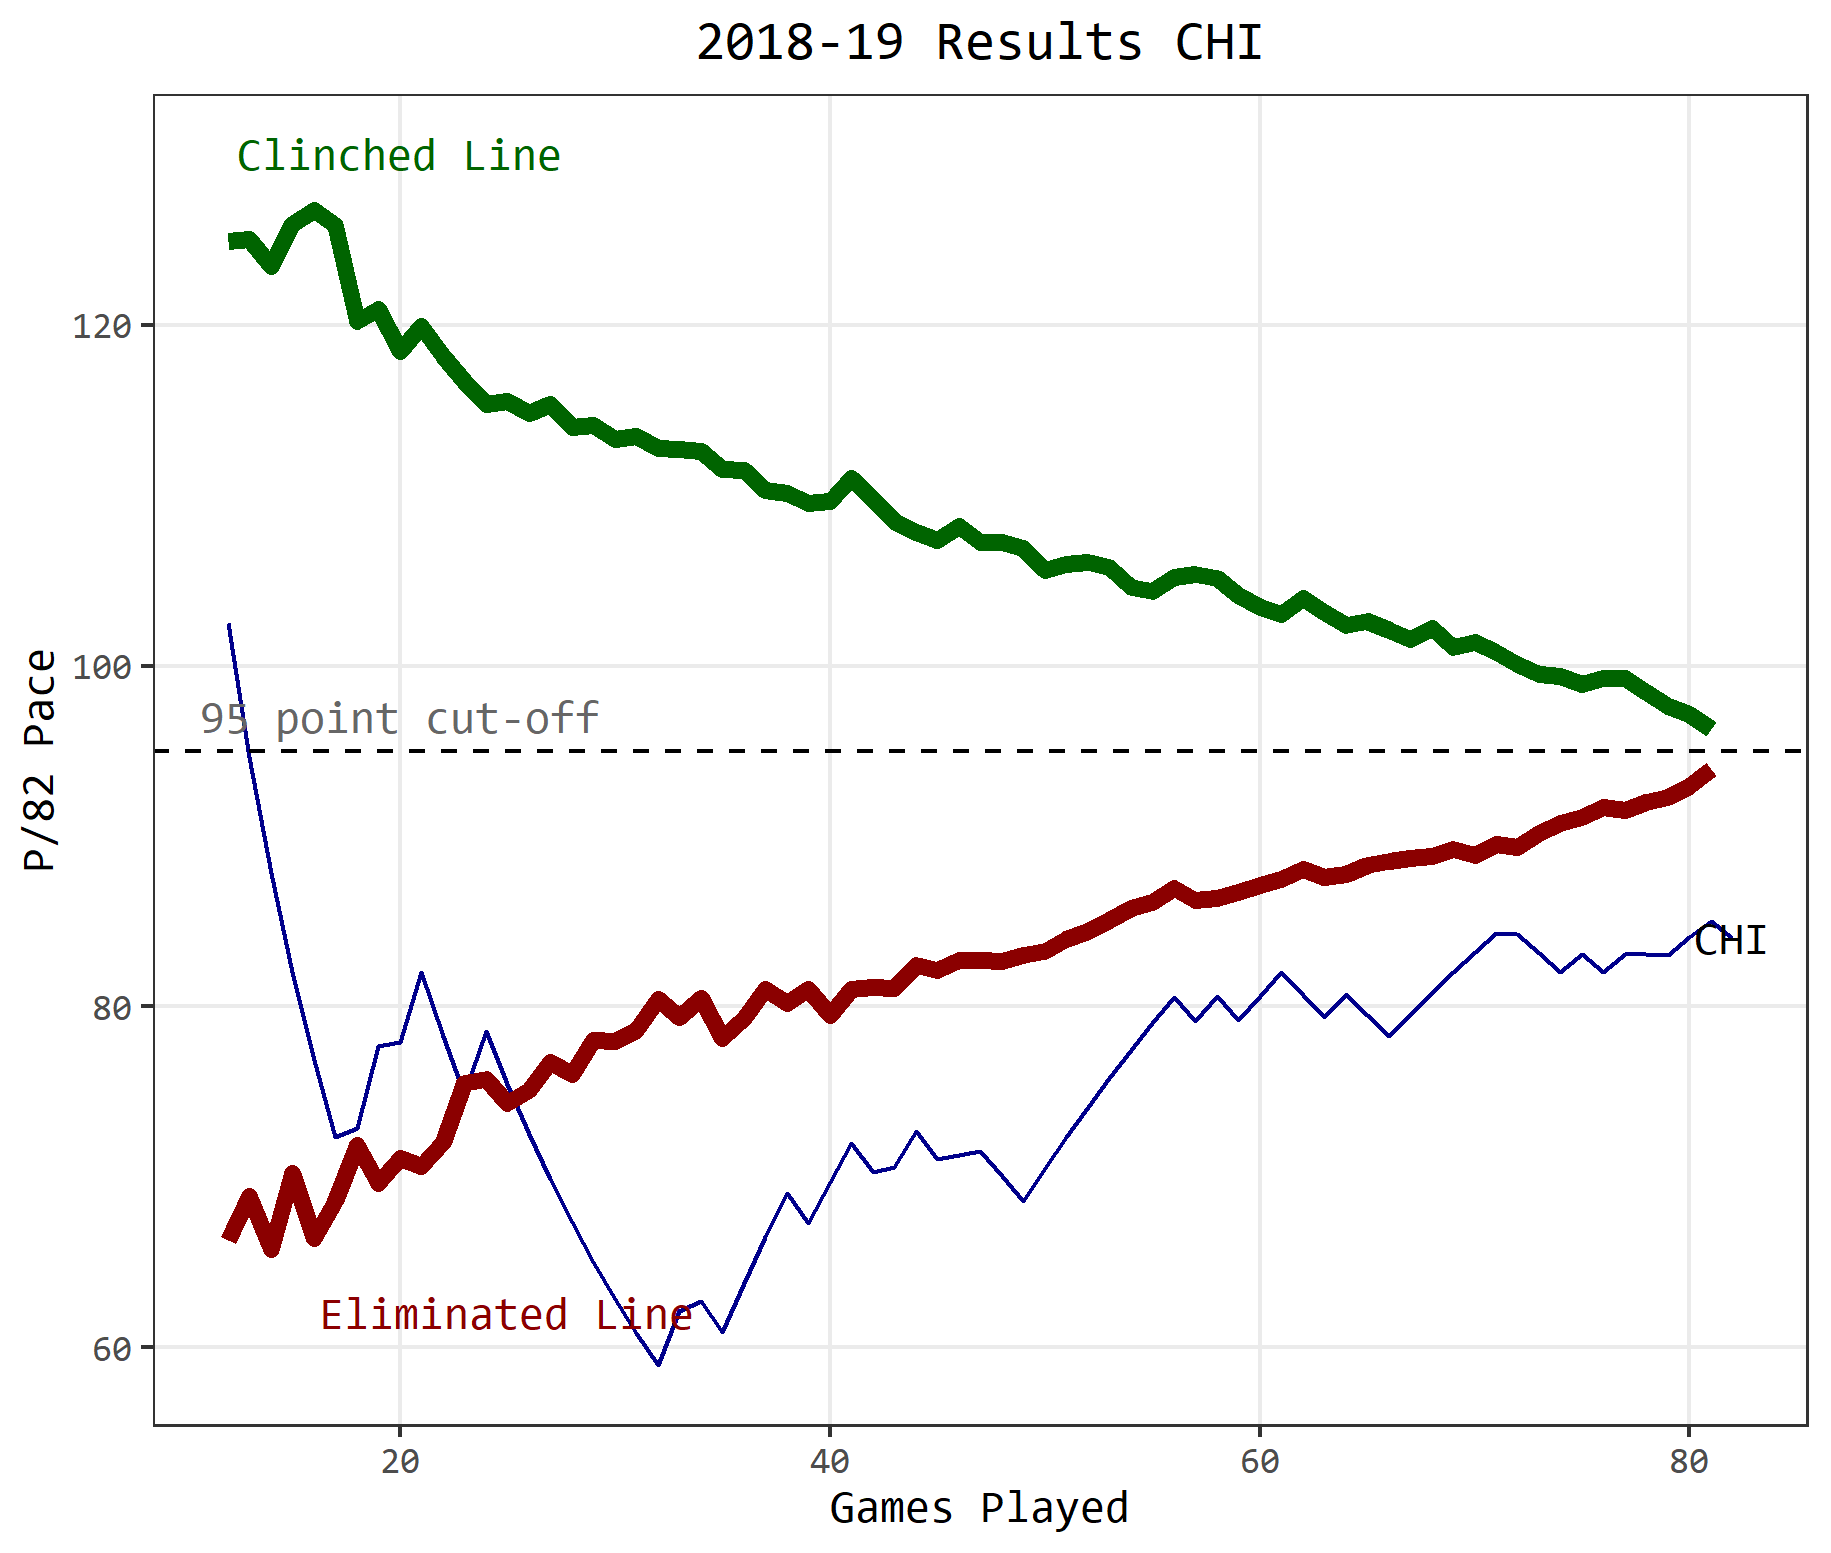 2018-19 Results CHI
Clinched Line
120
100
95 point cut-off
P/82 Pace
80
CHI
Eliminated Line
60
20 40 60 80
Games Played